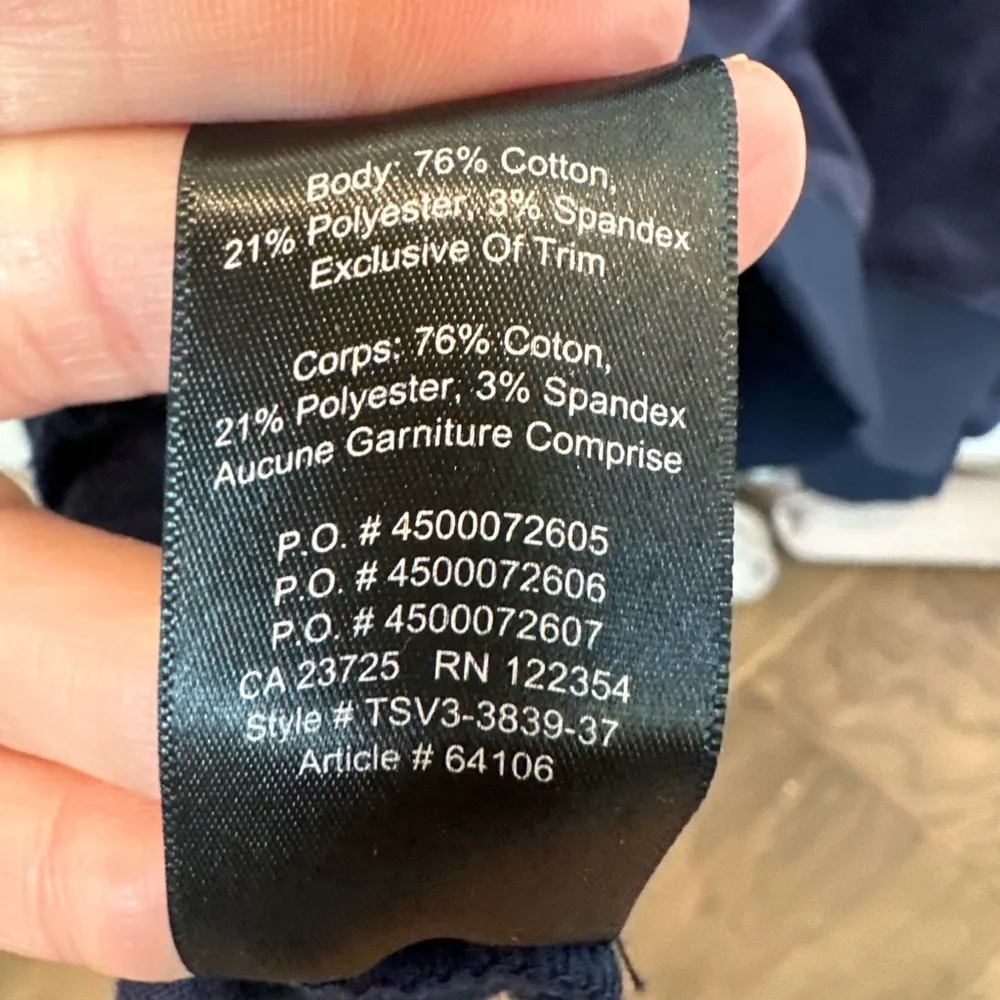 Body: 76% Cotton,
21% Polyester, 3% Spandex
Exclusive Of Trim
Corps: 76% Coton,
21% Polyester, 3% Spandex
Aucune Garniture Comprise
P.O. # 4500072605
P.O. # 4500072606
P.O. # 4500072607
CA 23725 RN 122354
Style # TSV3-3839-37
Article # 64106